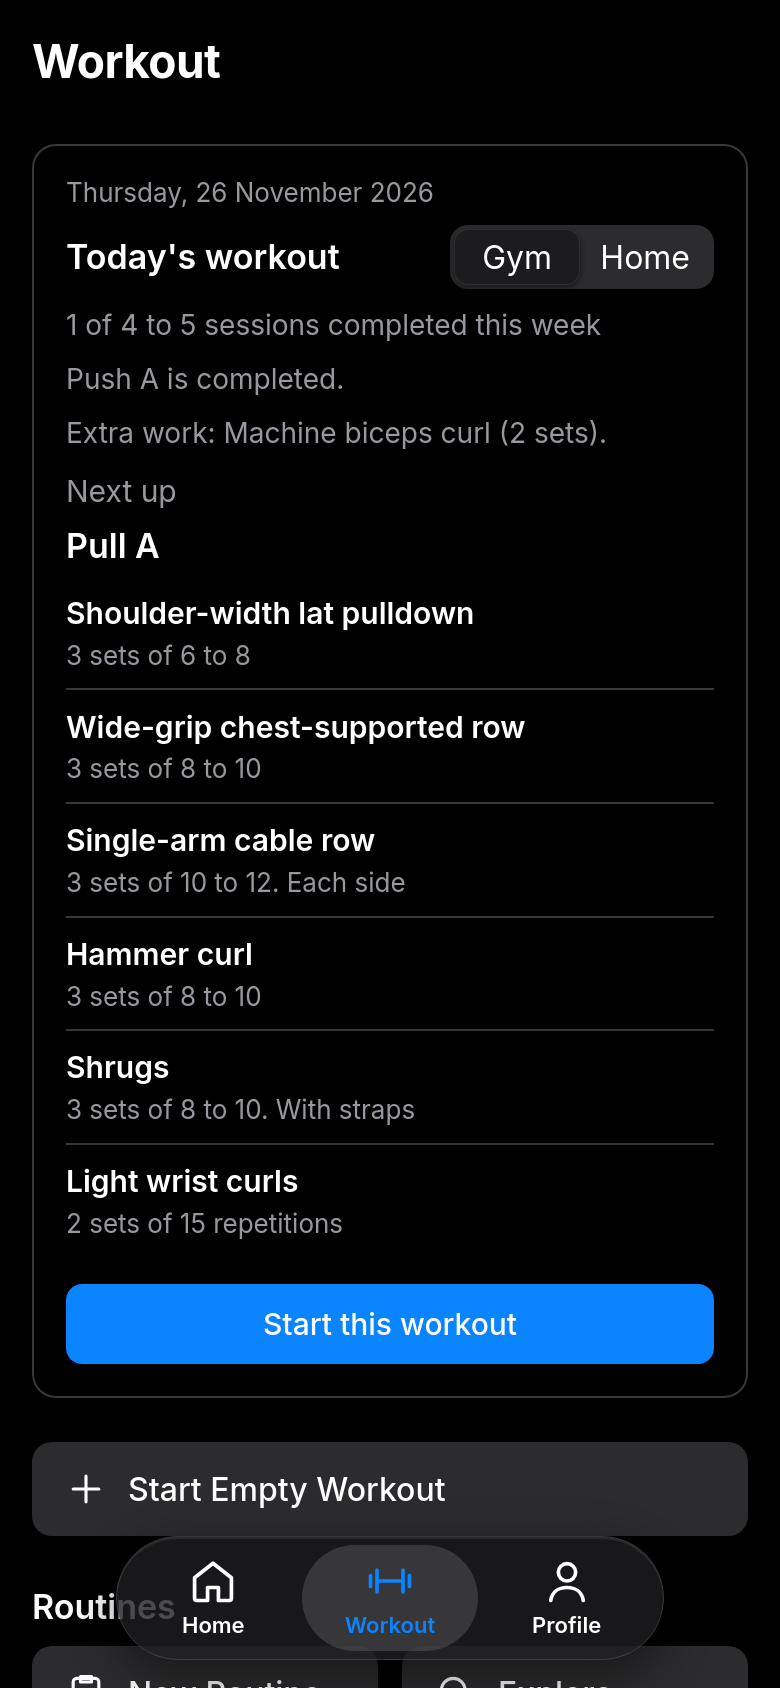 Workout
Thursday, 26 November 2026
Today's workout
Gym
Home
1 of 4 to 5 sessions completed this week
Push A is completed.
Extra work: Machine biceps curl (2 sets).
Next up
Pull A
Shoulder-width lat pulldown
3 sets of 6 to 8
Wide-grip chest-supported row
3 sets of 8 to 10
Single-arm cable row
3 sets of 10 to 12. Each side
Hammer curl
3 sets of 8 to 10
Shrugs
3 sets of 8 to 10. With straps
Light wrist curls
2 sets of 15 repetitions
Start this workout
Start Empty Workout
Routines
Home
Workout
Profile
New Routine
Explore